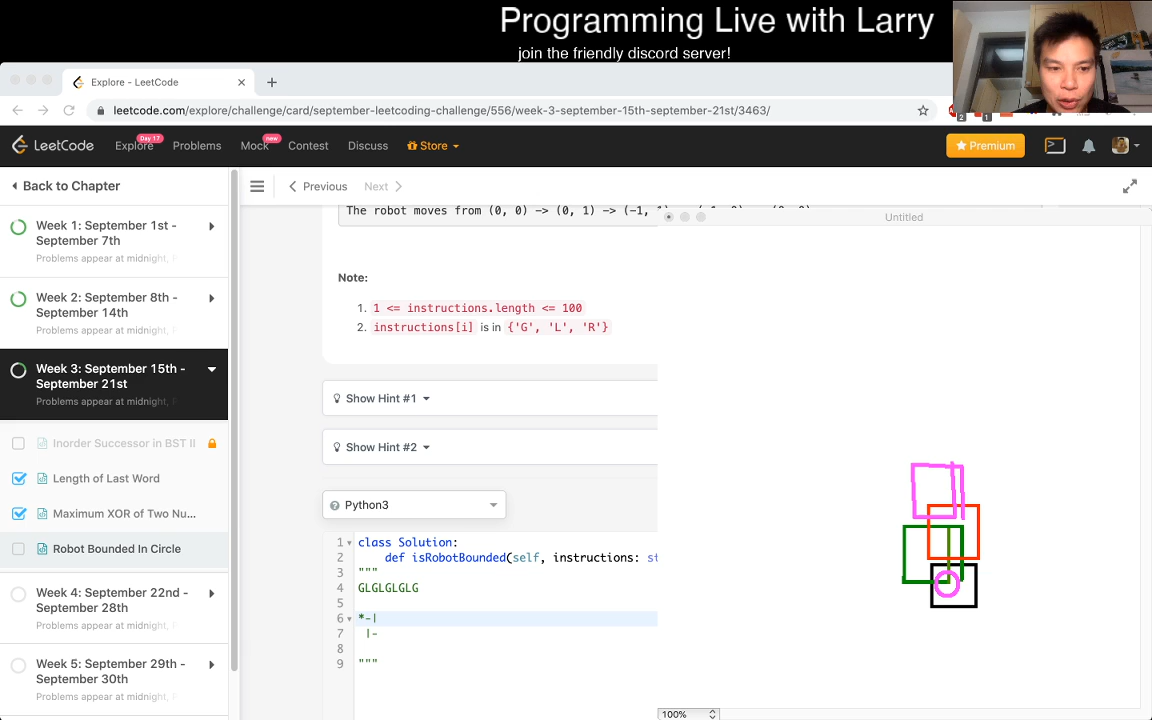 Programming Live with Larry
join the friendly discord server!
Explore - LeetCode
leetcode.com/explore/challenge/card/september-leetcoding-challenge/556/week-3-september-15th-september-21st/3463/
2
1
LeetCode
Explore
Day 17
Problems
Mock
new
Contest
Discuss
Store
Premium
Back to Chapter
Previous
Next
The robot moves from (0, 0) -> (0, 1) -> (-1,
Untitled
Week 1: September 1st -
September 7th
Problems appear at midnight,
Week 2: September 8th -
September 14th
Problems appear at midnight,
Week 3: September 15th -
September 21st
Problems appear at midnight,
Inorder Successor in BST II
Length of Last Word
Maximum XOR of Two Nu...
Robot Bounded In Circle
Week 4: September 22nd -
September 28th
Problems appear at midnight,
Week 5: September 29th -
September 30th
Problems appear at midnight,
Note:
1. 1 <= instructions.length <= 100
2. instructions[i] is in {'G', 'L', 'R'}
Show Hint #1
Show Hint #2
Python3
1 class Solution:
2 def isRobotBounded(self, instructions: st
3 """
4 GLGLGLGLG
5
6 *-|
7 |-
8
9 """
100%